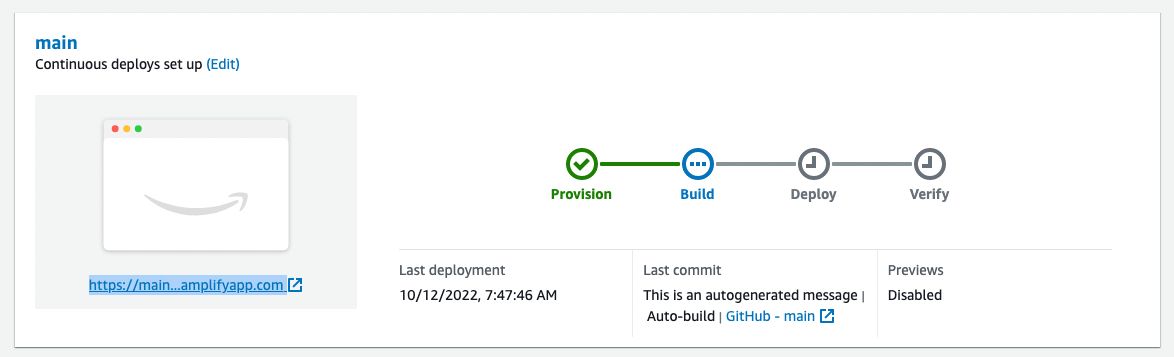 main
Continuous deploys set up (Edit)
https://main...amplifyapp.com
Provision
Build
Deploy
Verify
Last deployment
10/12/2022, 7:47:46 AM
Last commit
This is an autogenerated message |
Auto-build | GitHub - main
Previews
Disabled